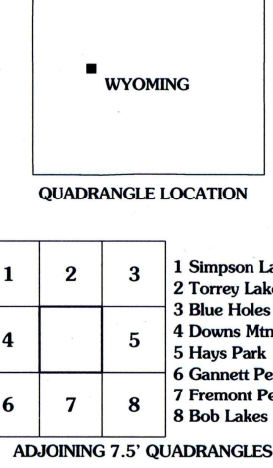 WYOMING
QUADRANGLE LOCATION
1 2 3
4 5
6 7 8
1 Simpson La
2 Torrey Lake
3 Blue Holes
4 Downs Mtn
5 Hays Park
6 Gannett Pe
7 Fremont Pe
8 Bob Lakes
ADJOINING 7.5' QUADRANGLES